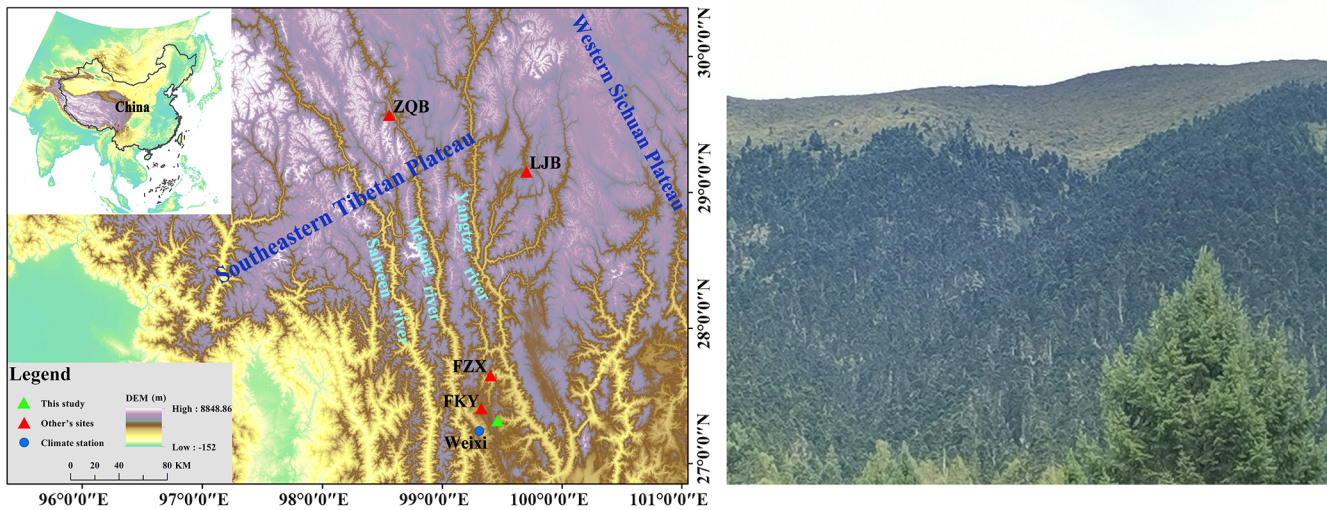 China
ZQB
LJB
Western Sichuan Plateau
Southeastern Tibetan Plateau
Salween river
Mekong river
Yangtze river
FZX
FKY
Weixi
Legend
This study
Other's sites
Climate station
DEM (m)
High : 8848.86
Low : -152
0 20 40 80 KM
96°0'0"E 97°0'0"E 98°0'0"E 99°0'0"E 100°0'0"E 101°0'0"E
30°0'0"N
29°0'0"N
28°0'0"N
27°0'0"N